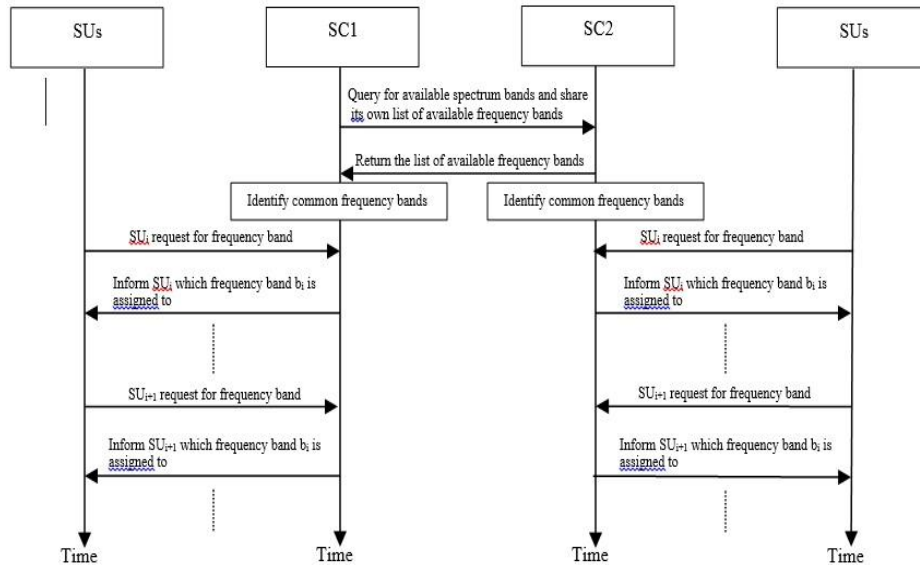 SUs
SC1
SC2
SUs
Query for available spectrum bands and share
its own list of available frequency bands
Return the list of available frequency bands
Identify common frequency bands
Identify common frequency bands
SUi request for frequency band
SUi request for frequency band
Inform SUi which frequency band bi is
assigned to
Inform SUi which frequency band bi is
assigned to
SUi+1 request for frequency band
SUi+1 request for frequency band
Inform SUi+1 which frequency band bi is
assigned to
Inform SUi+1 which frequency band bi is
assigned to
Time
Time
Time
Time